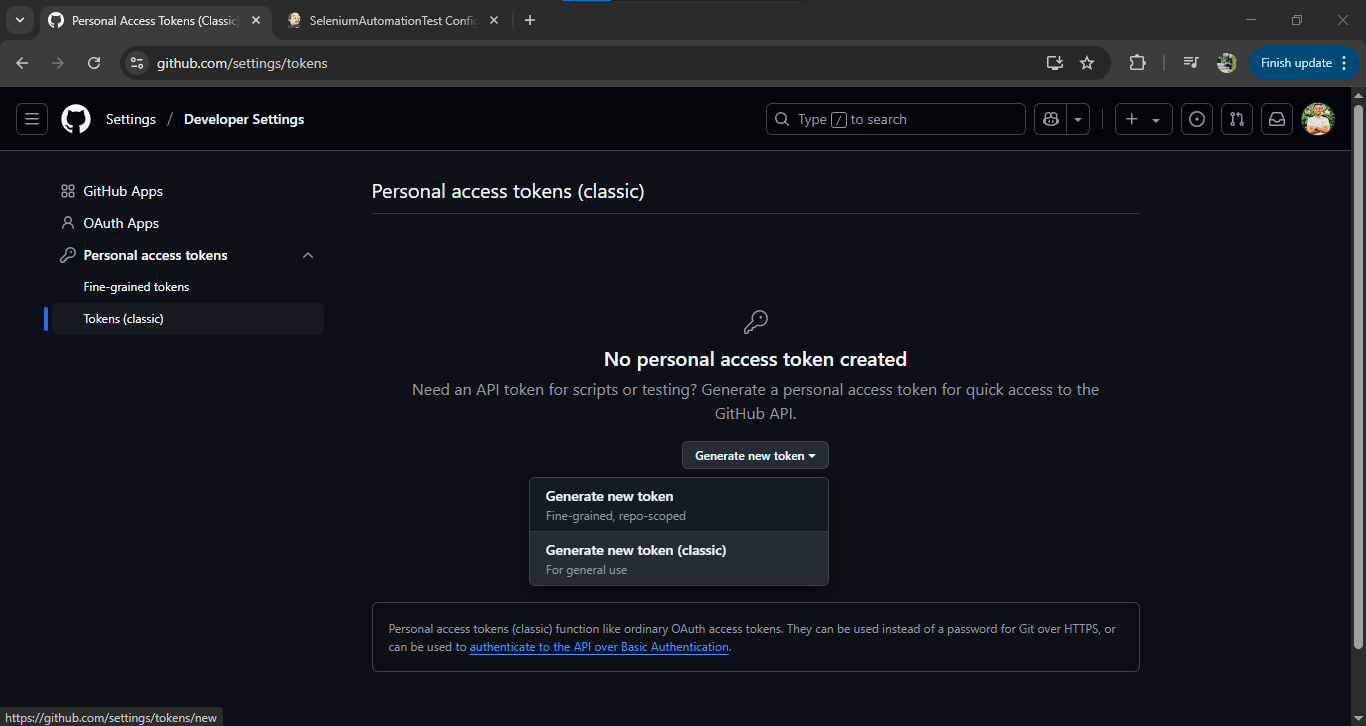 Personal Access Tokens (Classic
SeleniumAutomationTest Config
github.com/settings/tokens
Finish update
Settings / Developer Settings
Type / to search
GitHub Apps
OAuth Apps
Personal access tokens
Fine-grained tokens
Tokens (classic)
Personal access tokens (classic)
No personal access token created
Need an API token for scripts or testing? Generate a personal access token for quick access to the
GitHub API.
Generate new token
Generate new token
Fine-grained, repo-scoped
Generate new token (classic)
For general use
Personal access tokens (classic) function like ordinary OAuth access tokens. They can be used instead of a password for Git over HTTPS, or
can be used to authenticate to the API over Basic Authentication.
https://github.com/settings/tokens/new